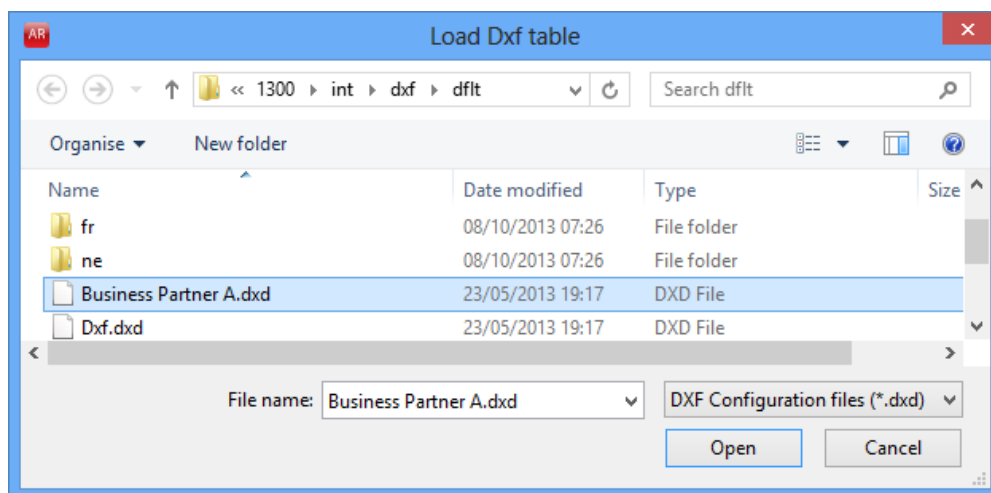 AR Load Dxf table
« 1300 int dxf dflt Search dflt
Organise New folder
Name Date modified Type Size
fr 08/10/2013 07:26 File folder
ne 08/10/2013 07:26 File folder
Business Partner A.dxd 23/05/2013 19:17 DXD File
Dxf.dxd 23/05/2013 19:17 DXD File
File name: Business Partner A.dxd DXF Configuration files (*.dxd)
Open Cancel